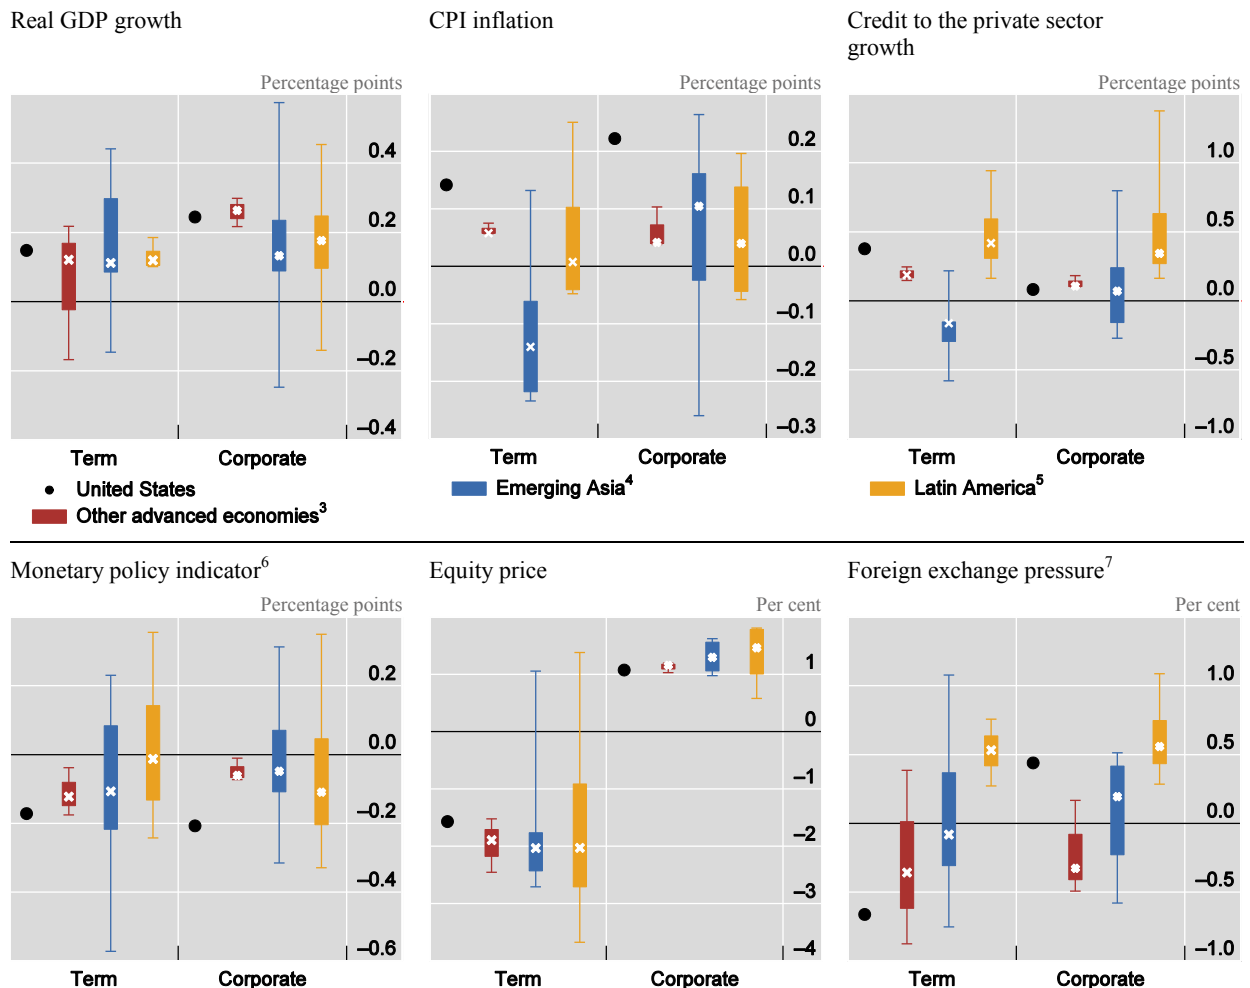 Real GDP growth
CPI inflation
Credit to the private sector
growth
Percentage points
Percentage points
Percentage points
0.4
0.2
0.0
–0.2
–0.4
0.2
0.1
0.0
–0.1
–0.2
–0.3
1.0
0.5
0.0
–0.5
–1.0
Term Corporate
Term Corporate
Term Corporate
United States
Other advanced economies3
Emerging Asia4
Latin America5
Monetary policy indicator6
Equity price
Foreign exchange pressure7
Percentage points
Per cent
Per cent
0.2
0.0
–0.2
–0.4
–0.6
1
0
–1
–2
–3
–4
1.0
0.5
0.0
–0.5
–1.0
Term Corporate
Term Corporate
Term Corporate